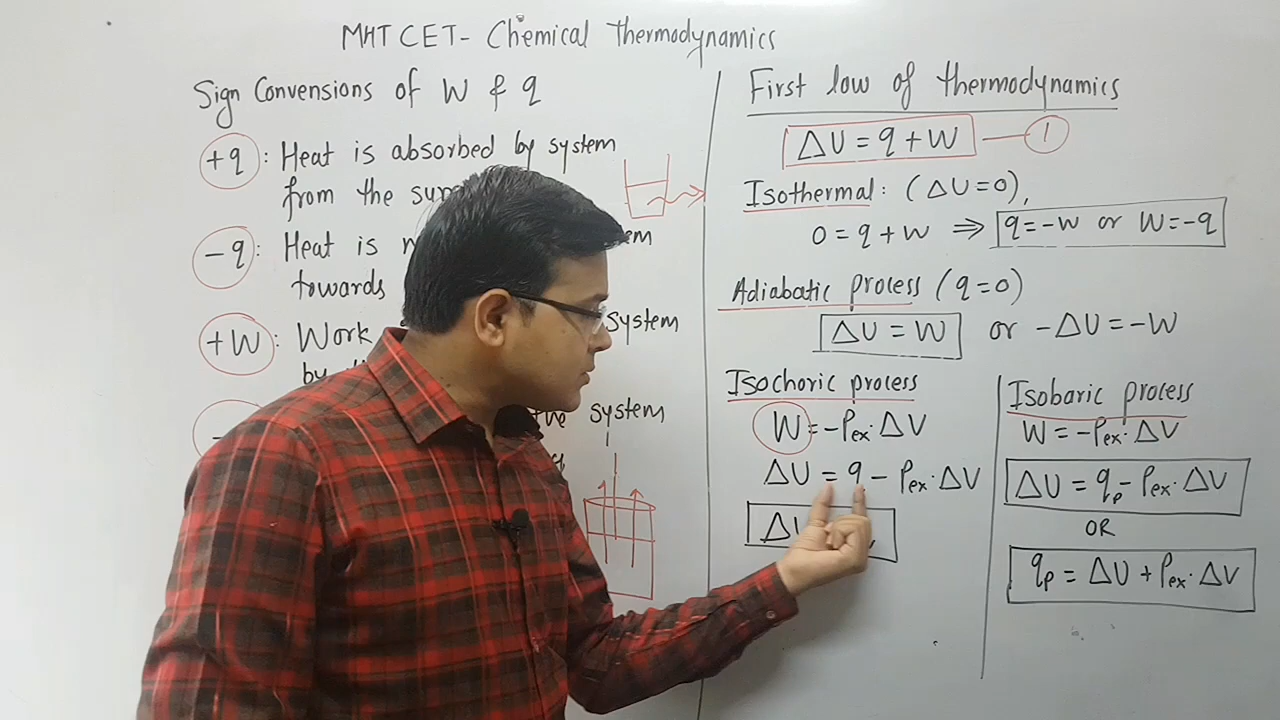 MHT CET- Chemical thermodynamics
Sign Convensions of W & q
+q : Heat is absorbed by system
from the
-q : Heat is
towards
+W : Work system
by
the system
First low of thermodynamics
ΔU = q + W — 1
Isothermal: (ΔU=0),
0 = q + W ⇒ q=-W or W=-q
Adiabatic process (q=0)
ΔU = W or -ΔU = -W
Isochoric process
W = -Pex·ΔV
ΔU = q - Pex·ΔV
ΔU
Isobaric process
W = -Pex·ΔV
ΔU = qp - Pex·ΔV
OR
qp = ΔU + Pex·ΔV